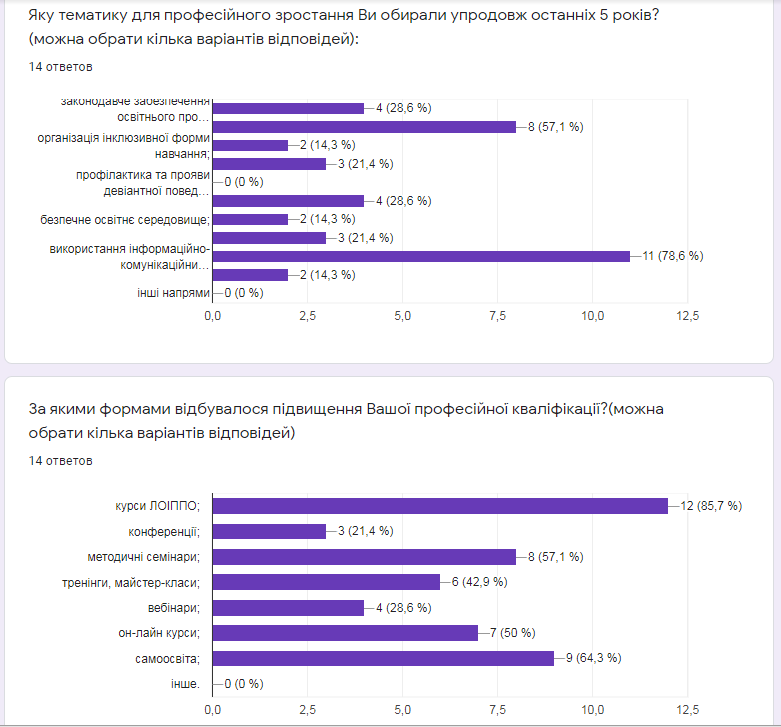 Яку тематику для професійного зростання Ви обирали упродовж останніх 5 років?
(можна обрати кілька варіантів відповідей):
14 ответов
законодавче забезпечення
освітнього про...
4 (28,6 %)
8 (57,1 %)
організація інклюзивної форми
навчання;
2 (14,3 %)
3 (21,4 %)
профілактика та прояви
девіантної повед...
0 (0 %)
4 (28,6 %)
безпечне освітнє середовище;
2 (14,3 %)
3 (21,4 %)
використання інформаційно-
комунікаційни...
11 (78,6 %)
2 (14,3 %)
інші напрями
0 (0 %)
0,0 2,5 5,0 7,5 10,0 12,5
За якими формами відбувалося підвищення Вашої професійної кваліфікації?(можна
обрати кілька варіантів відповідей)
14 ответов
курси ЛОІППО; 12 (85,7 %)
конференції; 3 (21,4 %)
методичні семінари; 8 (57,1 %)
тренінги, майстер-класи; 6 (42,9 %)
вебінари; 4 (28,6 %)
он-лайн курси; 7 (50 %)
самоосвіта; 9 (64,3 %)
інше. 0 (0 %)
0,0 2,5 5,0 7,5 10,0 12,5